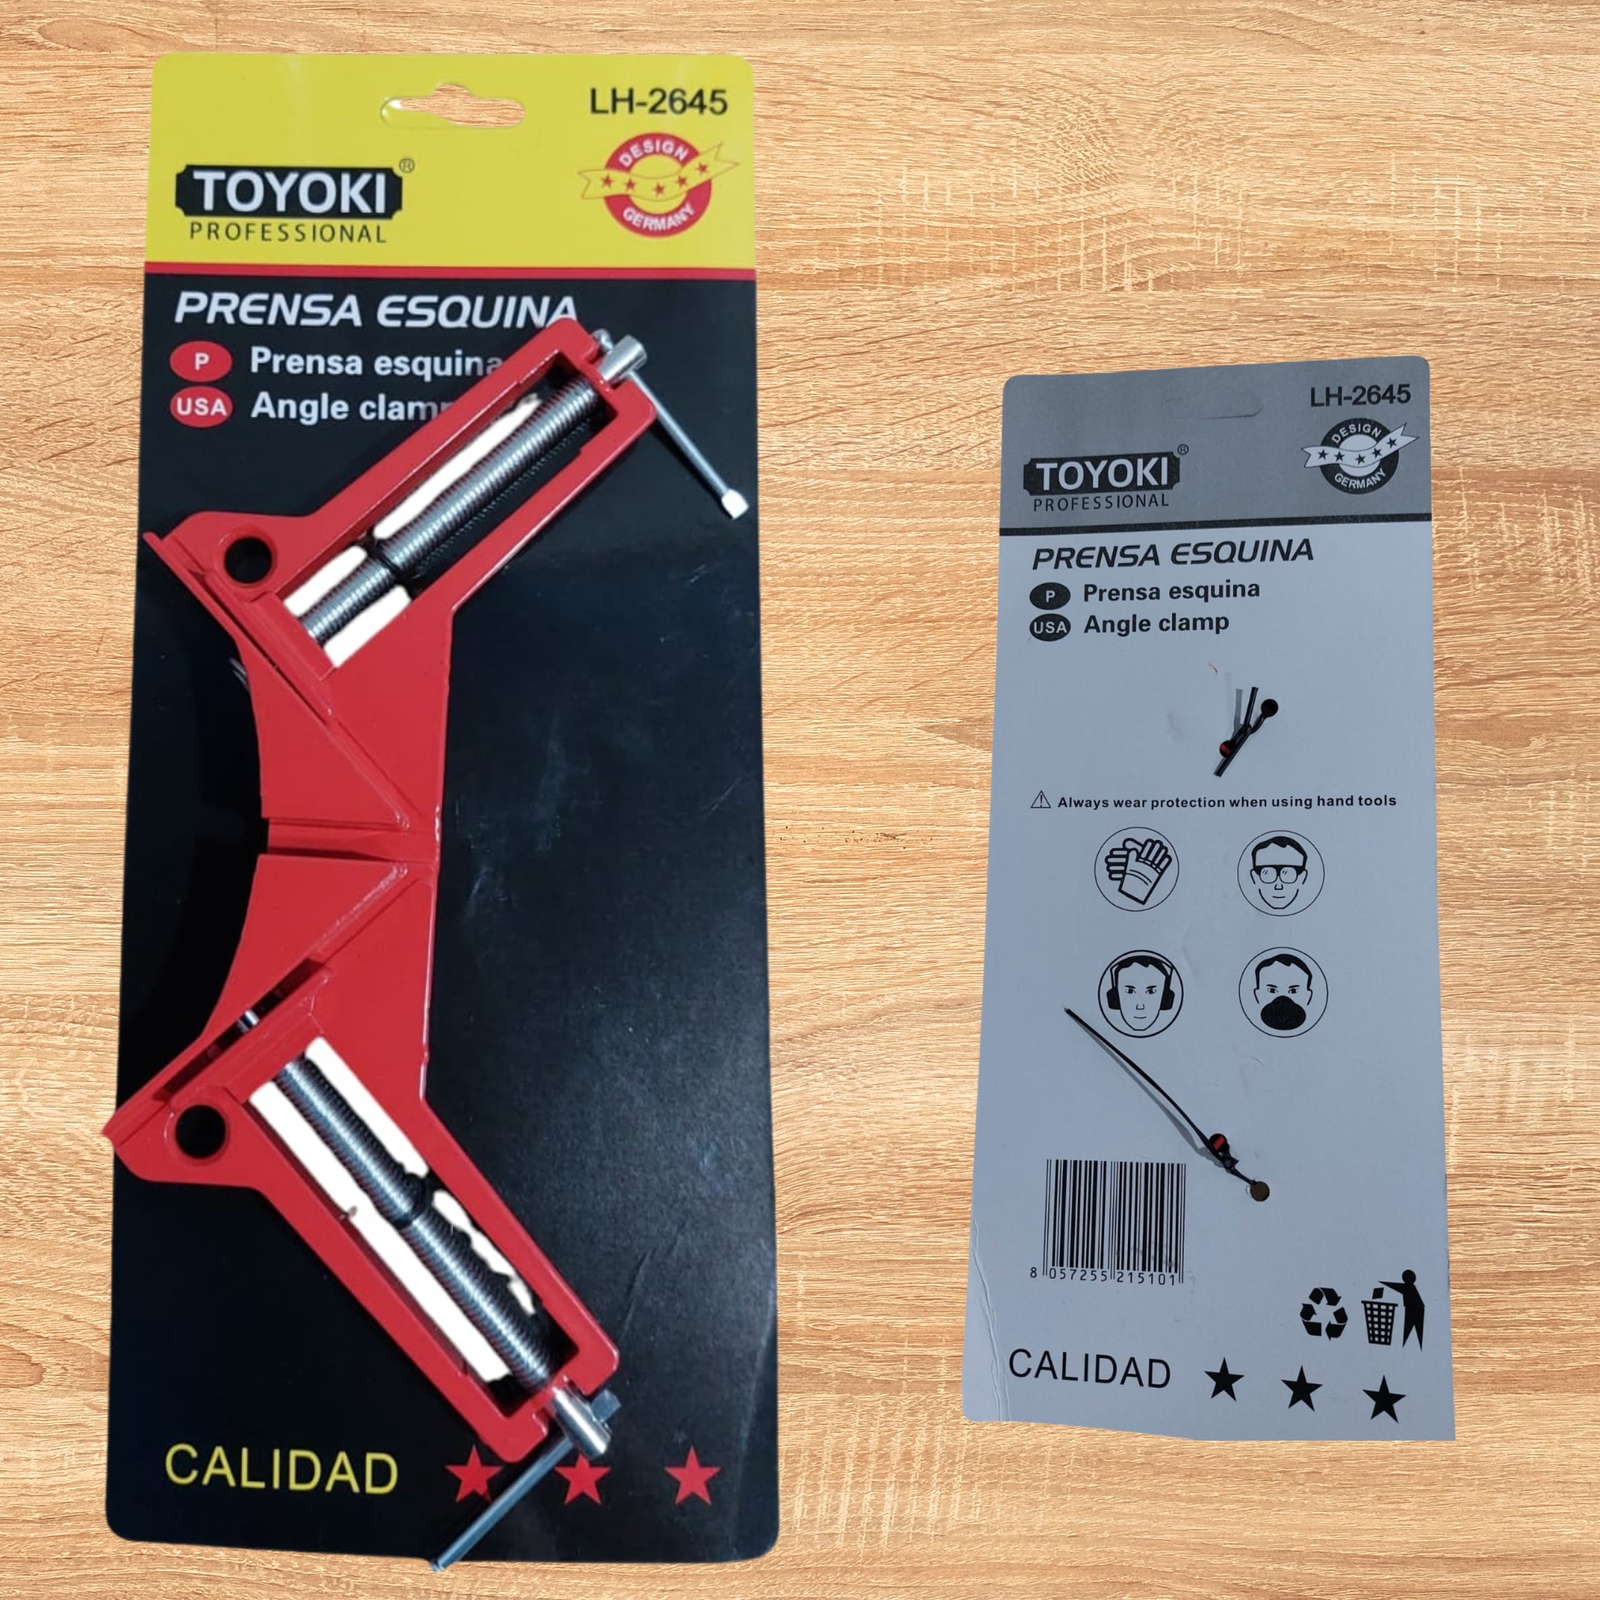 LH-2645
TOYOKI®
PROFESSIONAL
DESIGN
GERMANY
PRENSA ESQUINA
P Prensa esquina
USA Angle clamp
CALIDAD
LH-2645
TOYOKI®
PROFESSIONAL
DESIGN
GERMANY
PRENSA ESQUINA
P Prensa esquina
USA Angle clamp
Always wear protection when using hand tools
8 057255 215101
CALIDAD